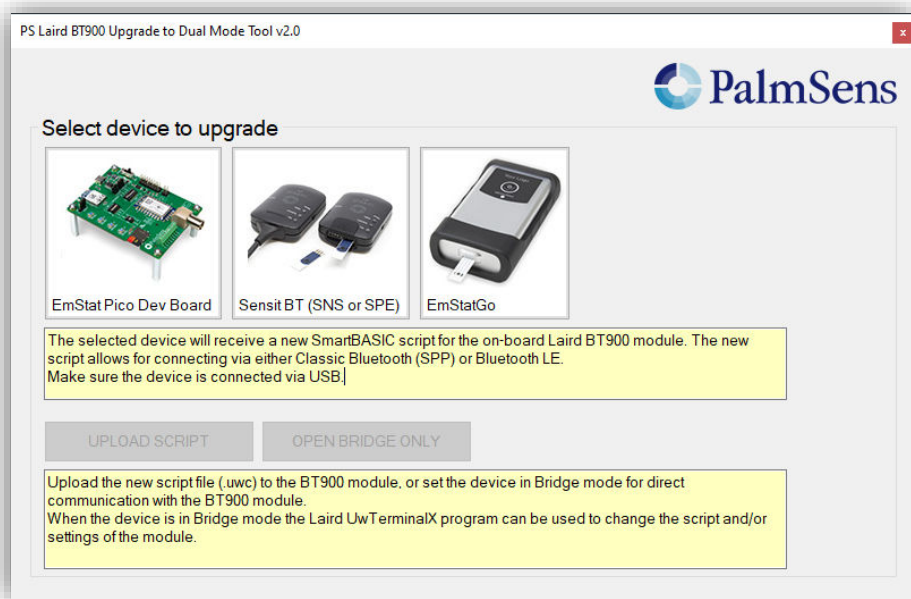 PS Laird BT900 Upgrade to Dual Mode Tool v2.0
x
PalmSens
Select device to upgrade
EmStat Pico Dev Board
Sensit BT (SNS or SPE)
EmStatGo
The selected device will receive a new SmartBASIC script for the on-board Laird BT900 module. The new
script allows for connecting via either Classic Bluetooth (SPP) or Bluetooth LE.
Make sure the device is connected via USB.
UPLOAD SCRIPT
OPEN BRIDGE ONLY
Upload the new script file (.uwc) to the BT900 module, or set the device in Bridge mode for direct
communication with the BT900 module.
When the device is in Bridge mode the Laird UwTerminalX program can be used to change the script and/or
settings of the module.